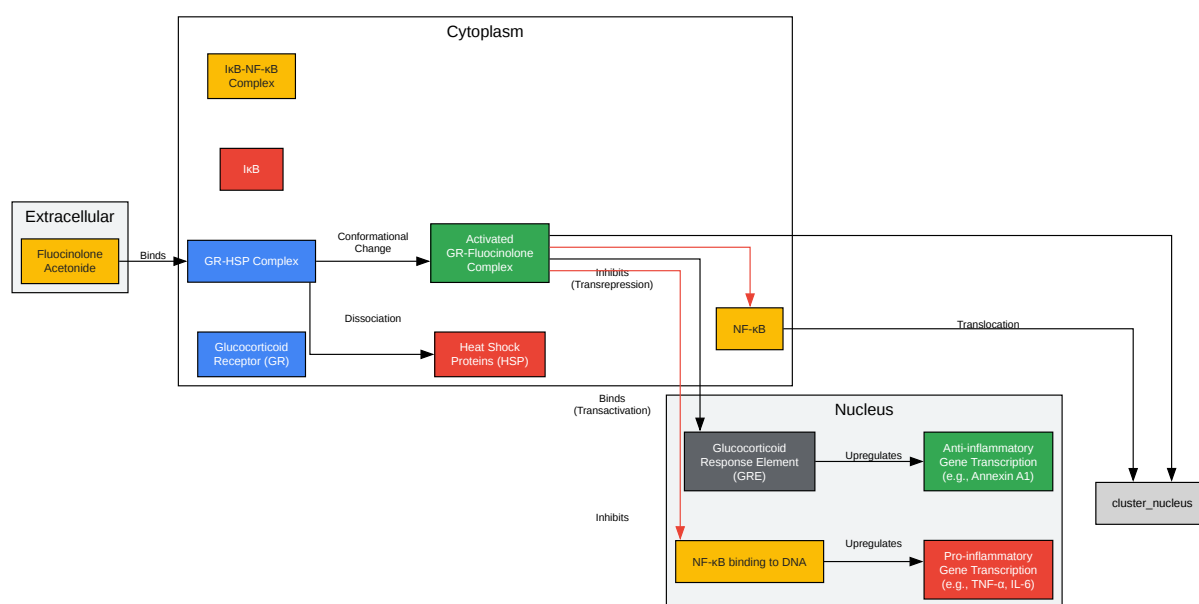 Cytoplasm
IκB-NF-κB
Complex
IκB
Extracellular
Fluocinolone
Acetonide
Binds
GR-HSP Complex
Conformational
Change
Activated
GR-Fluocinolone
Complex
Inhibits
(Transrepression)
Dissociation
Glucocorticoid
Receptor (GR)
Heat Shock
Proteins (HSP)
NF-κB
Translocation
Binds
(Transactivation)
Nucleus
Glucocorticoid
Response Element
(GRE)
Upregulates
Anti-inflammatory
Gene Transcription
(e.g., Annexin A1)
cluster_nucleus
Inhibits
NF-κB binding to DNA
Upregulates
Pro-inflammatory
Gene Transcription
(e.g., TNF-α, IL-6)